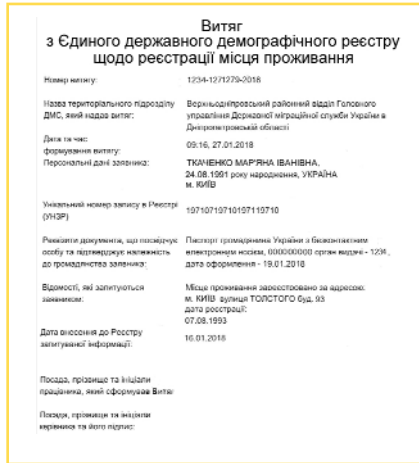 Витяг
з Єдиного державного демографічного реєстру
щодо реєстрації місця проживання
Номер витягу: 1234-1271279-2018
Назва територіального підрозділу Верхньодніпровський районний відділ Головного
ДМС, який надав витяг: управління Державної міграційної служби України в
Дніпропетровській області
Дата та час
формування витягу: 09:16, 27.01.2018
Персональні дані заявника: ТКАЧЕНКО МАР'ЯНА ІВАНІВНА,
24.08.1991 року народження, УКРАЇНА
м. КИЇВ
Унікальний номер запису в Реєстрі 19710719710197119710
(УНЗР)
Реквізити документа, що посвідчує Паспорт громадянина України з безконтактним
особу та підтверджує належність електронним носієм, 000000000 орган видачі - 1234,
до громадянства заявника: дата оформлення - 19.01.2018
Відомості, які запитуються Місце проживання зареєстровано за адресою:
заявником: м. КИЇВ вулиця ТОЛСТОГО буд. 93
дата реєстрації:
07.08.1993
Дата внесення до Реєстру 16.01.2018
запитуваної інформації:
Посада, прізвище та ініціали
працівника, який сформував Витяг
Посада, прізвище та ініціали
керівника та його підпис: